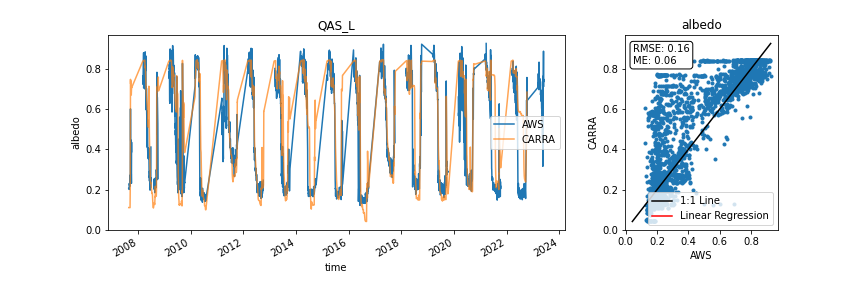 QAS_L
albedo
0.0
0.2
0.4
0.6
0.8
2008
2010
2012
2014
2016
2018
2020
2022
2024
time
AWS
CARRA
albedo
RMSE: 0.16
ME: 0.06
CARRA
0.0
0.2
0.4
0.6
0.8
0.0
0.2
0.4
0.6
0.8
AWS
1:1 Line
Linear Regression